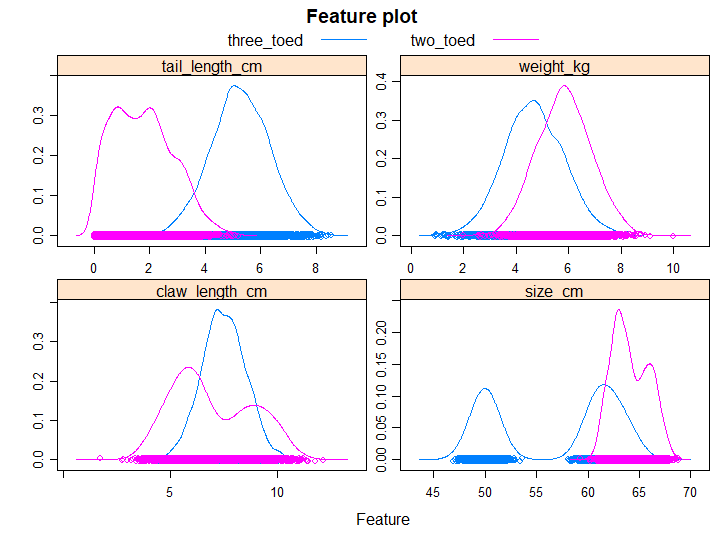 Feature plot
three_toed two_toed
tail_length_cm weight_kg
0.0 0.1 0.2 0.3
0 2 4 6 8
0.0 0.1 0.2 0.3 0.4
0 2 4 6 8 10
claw_length_cm size_cm
0.0 0.1 0.2 0.3
5 10
0.00 0.05 0.10 0.15 0.20
45 50 55 60 65 70
Feature